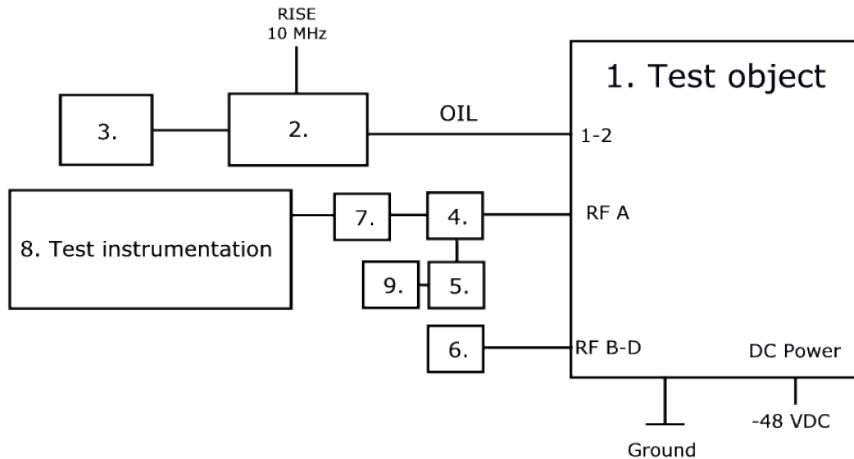 RISE
10 MHz
1. Test object
3.
2.
OIL
1-2
8. Test instrumentation
7.
4.
RF A
9.
5.
6.
RF B-D
DC Power
-48 VDC
Ground